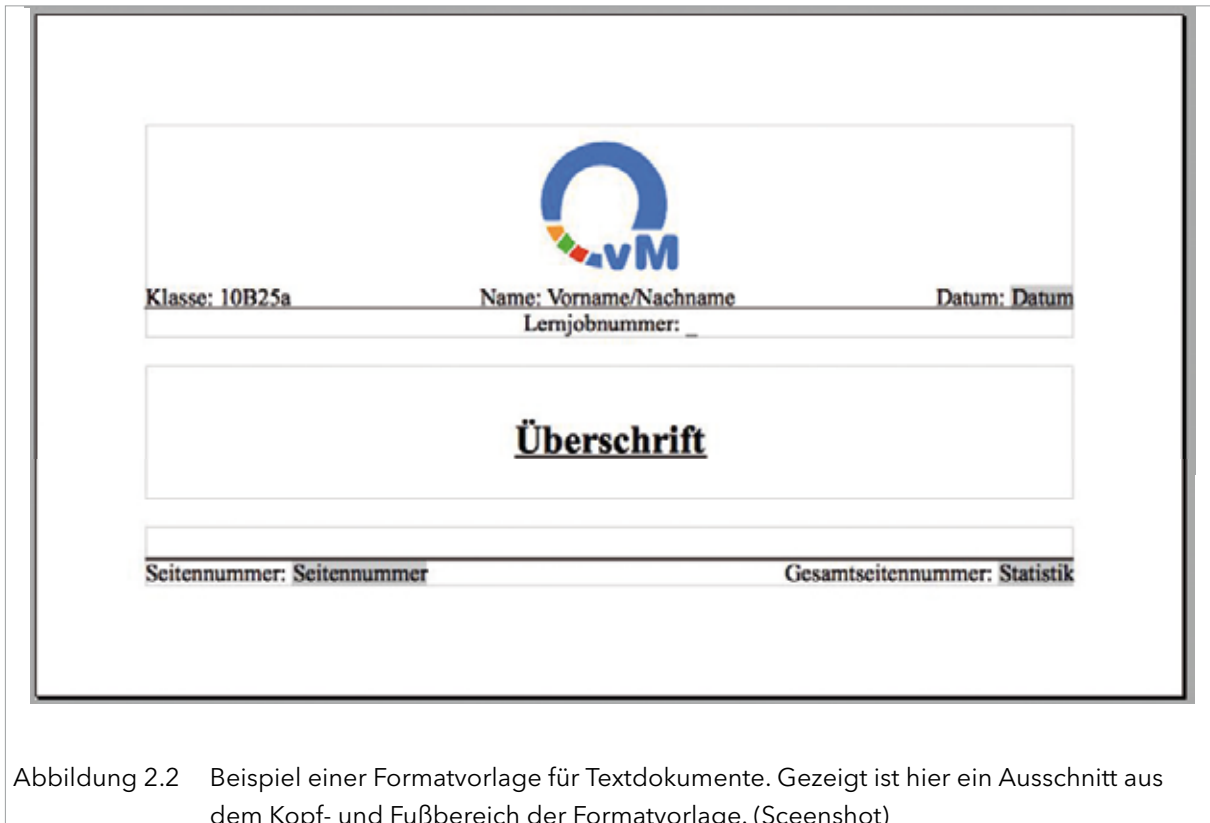 vM
Klasse: 10B25a Name: Vorname/Nachname Datum: Datum
Lernjobnummer: _
Überschrift
Seitennummer: Seitennummer Gesamtseitennummer: Statistik
Abbildung 2.2 Beispiel einer Formatvorlage für Textdokumente. Gezeigt ist hier ein Ausschnitt aus
dem Kopf- und Fußbereich der Formatvorlage. (Sceenshot)